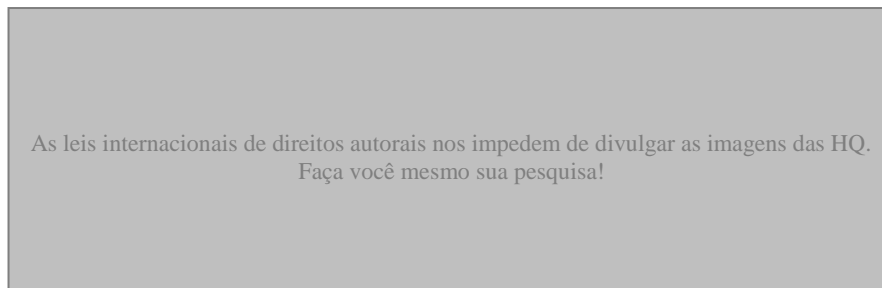 As leis internacionais de direitos autorais nos impedem de divulgar as imagens das HQ.
Faça você mesmo sua pesquisa!